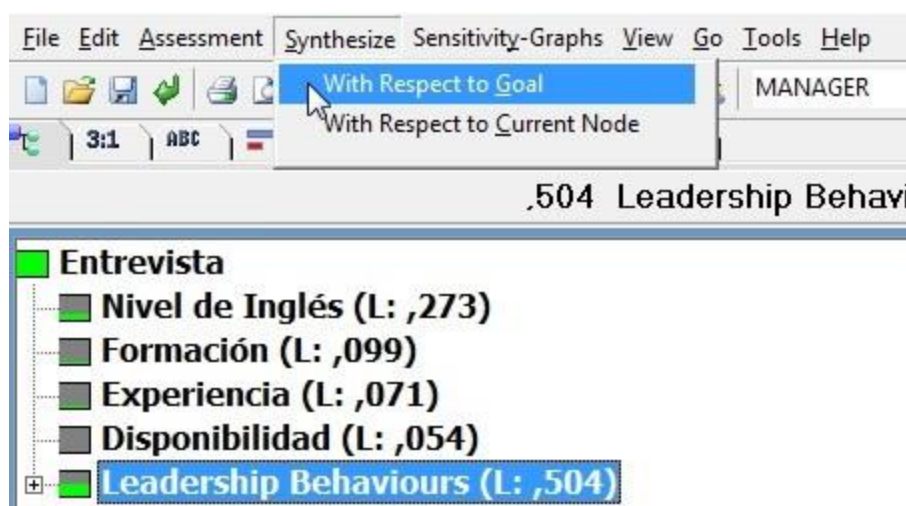 File Edit Assessment Synthesize Sensitivity-Graphs View Go Tools Help
With Respect to Goal
MANAGER
With Respect to Current Node
3:1 ABC
,504 Leadership Behavi
Entrevista
Nivel de Inglés (L: ,273)
Formación (L: ,099)
Experiencia (L: ,071)
Disponibilidad (L: ,054)
Leadership Behaviours (L: ,504)